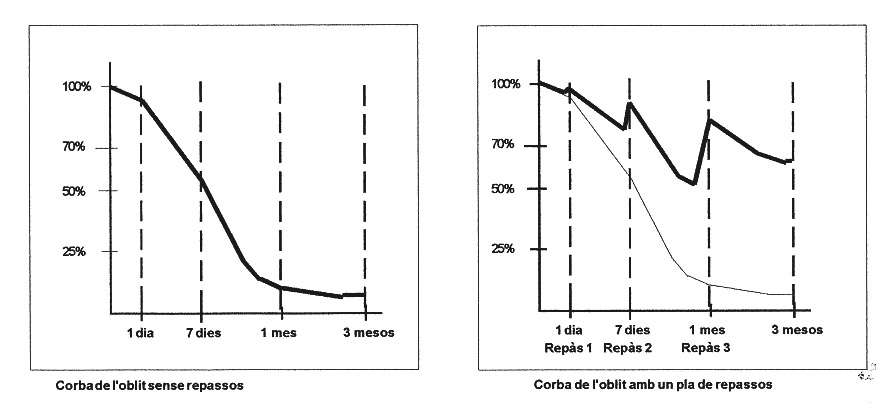 100%
70%
50%
25%
1 dia 7 dies 1 mes 3 mesos
Corba de l'oblit sense repassos
100%
70%
50%
25%
1 dia 7 dies 1 mes 3 mesos
Repàs 1 Repàs 2 Repàs 3
Corba de l'oblit amb un pla de repassos